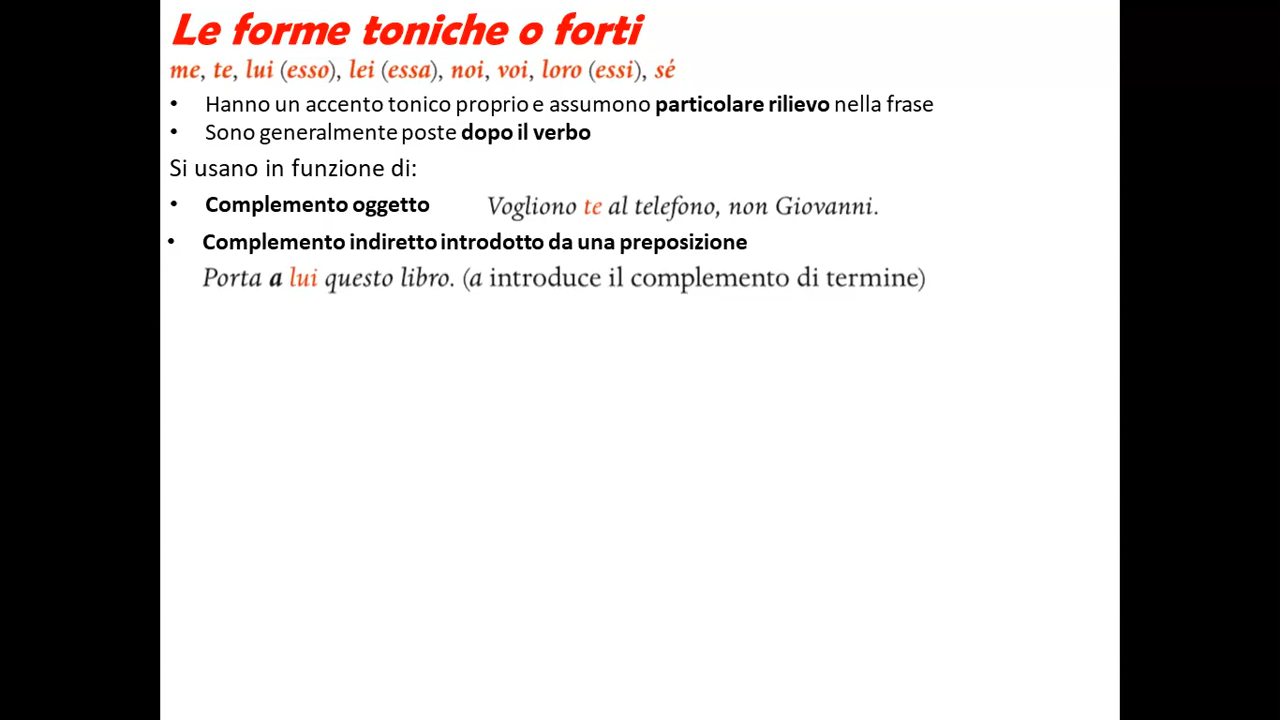 Le forme toniche o forti
me, te, lui (esso), lei (essa), noi, voi, loro (essi), sé
• Hanno un accento tonico proprio e assumono particolare rilievo nella frase
• Sono generalmente poste dopo il verbo
Si usano in funzione di:
• Complemento oggetto Vogliono te al telefono, non Giovanni.
• Complemento indiretto introdotto da una preposizione
Porta a lui questo libro. (a introduce il complemento di termine)